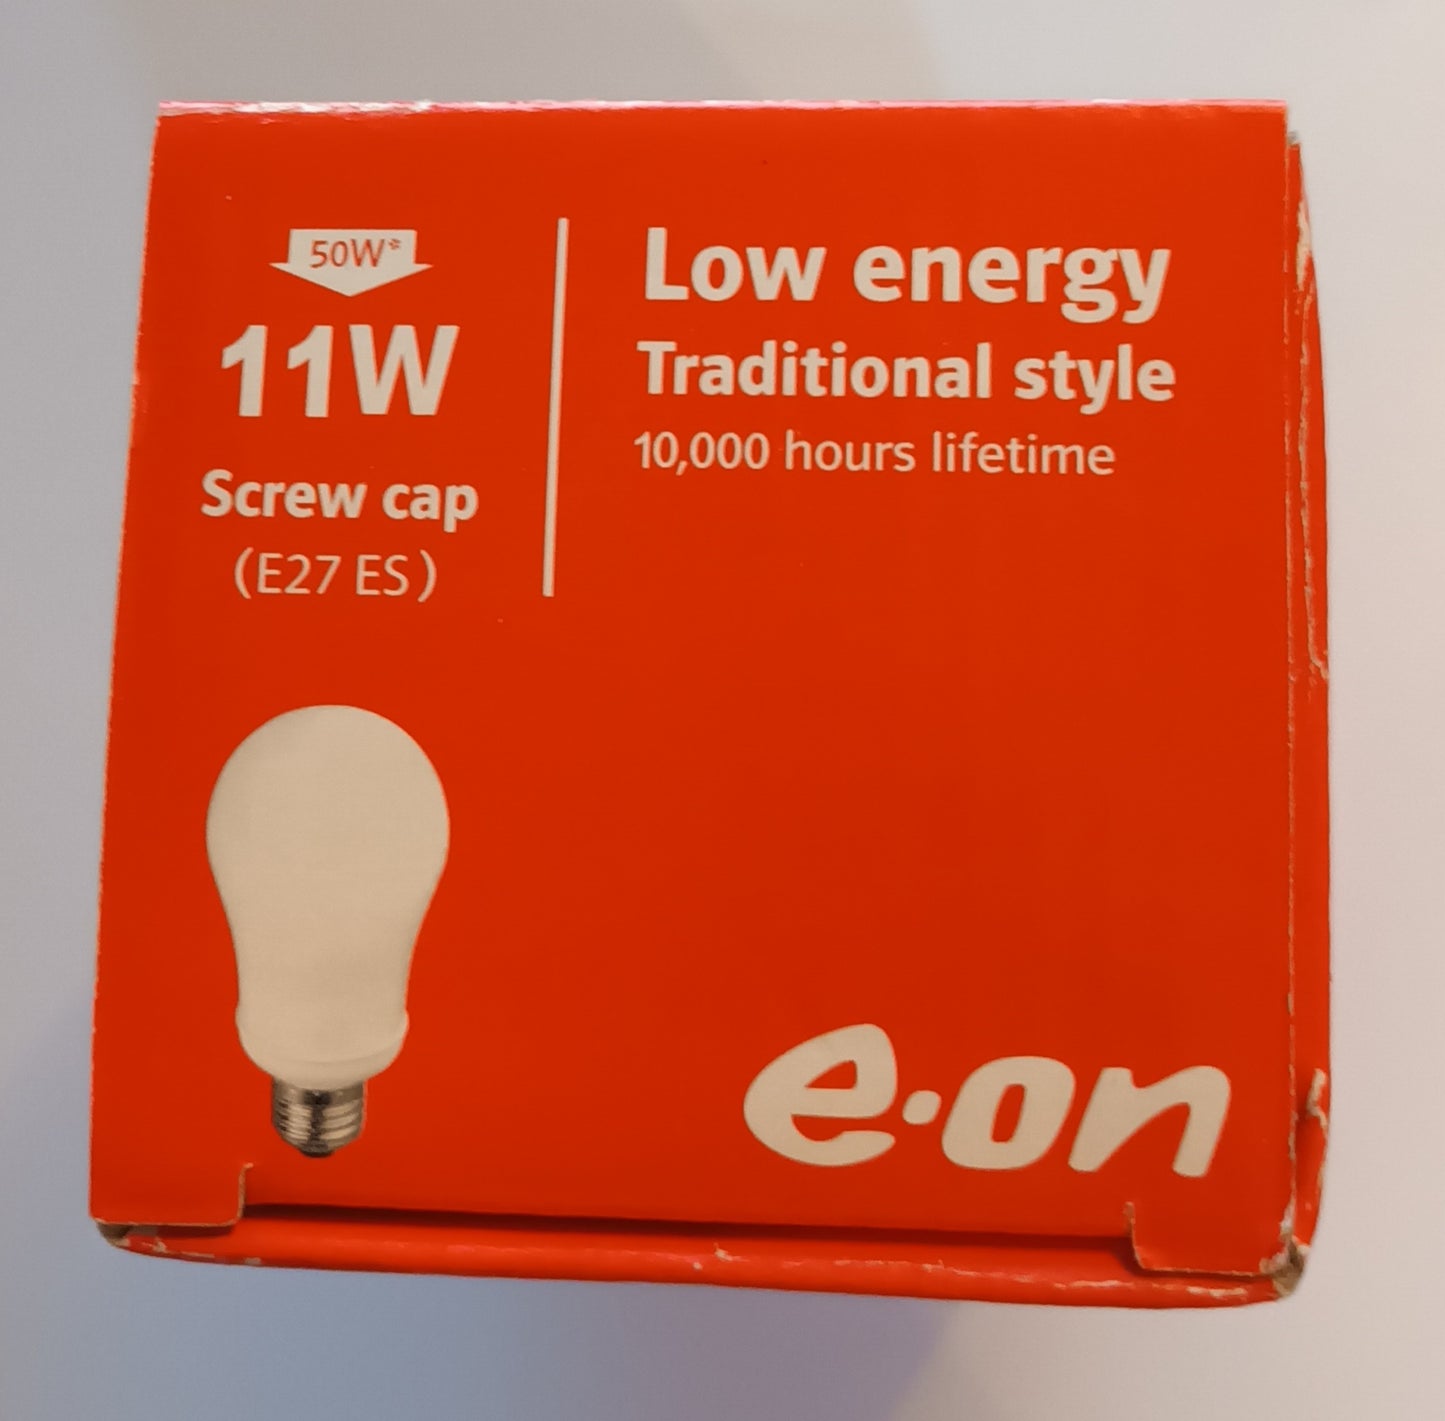 50W*
11W
Screw cap
(E27 ES)
Low energy
Traditional style
10,000 hours lifetime
e·on